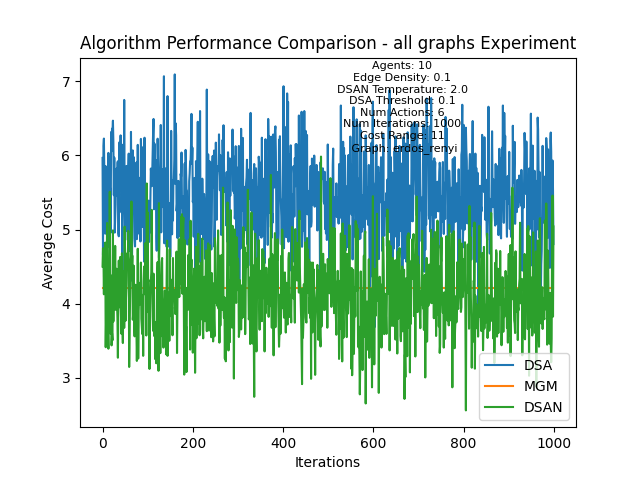 Algorithm Performance Comparison - all graphs Experiment
Agents: 10
Edge Density: 0.1
DSAN Temperature: 2.0
DSA Threshold: 0.1
Num Actions: 6
Num Iterations: 1000
Cost Range: 11
Graph: erdos_renyi
7
6
5
4
3
Average Cost
0
200
400
600
800
1000
Iterations
DSA
MGM
DSAN